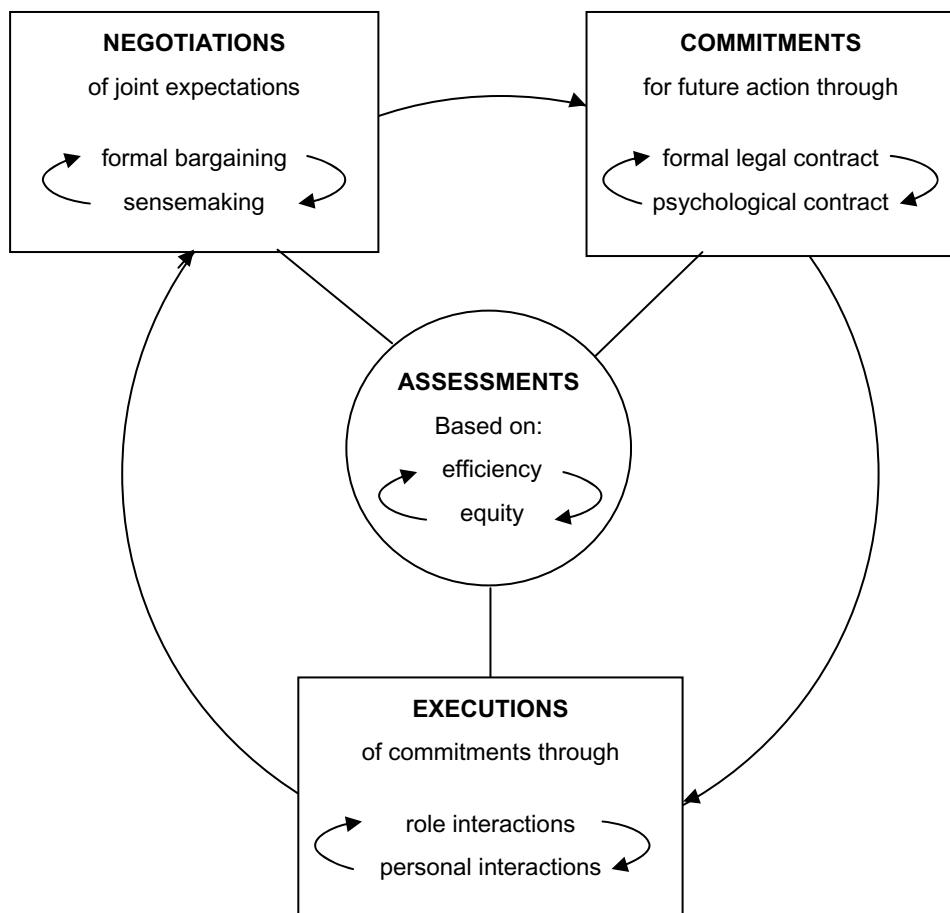 NEGOTIATIONS
of joint expectations
formal bargaining
sensemaking
COMMITMENTS
for future action through
formal legal contract
psychological contract
ASSESSMENTS
Based on:
efficiency
equity
EXECUTIONS
of commitments through
role interactions
personal interactions